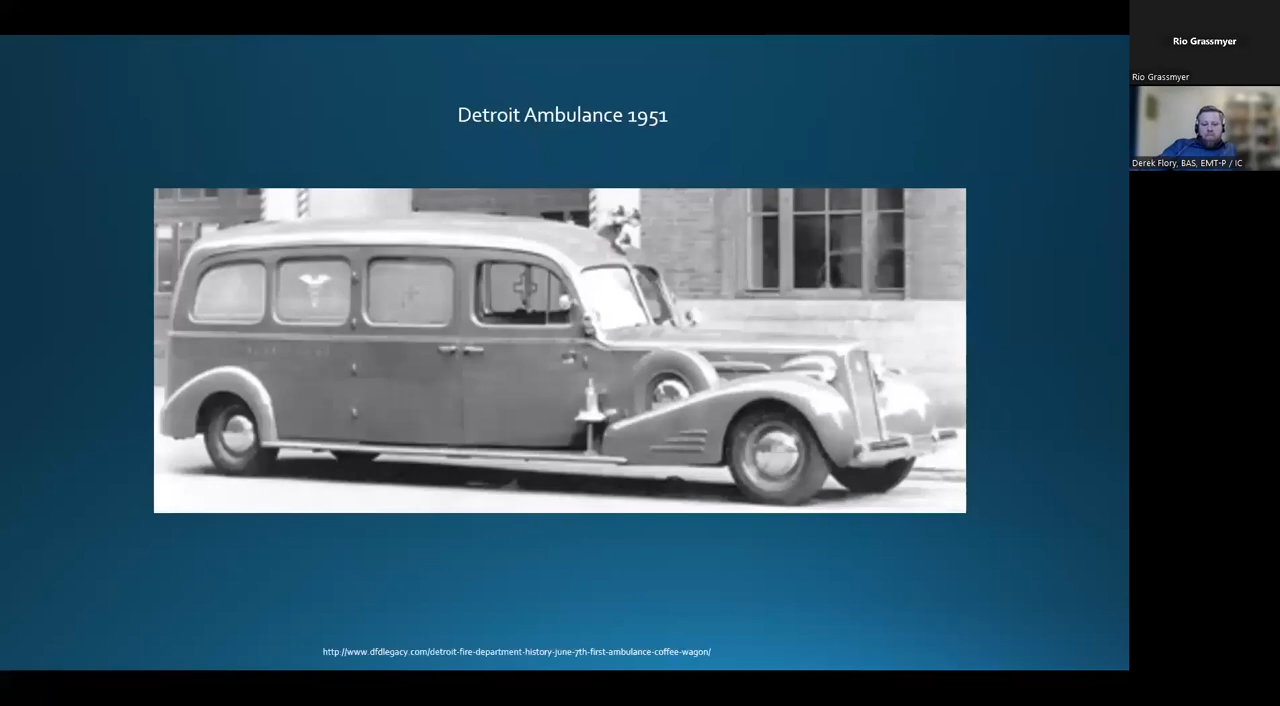 Detroit Ambulance 1951
http://www.dfdlegacy.com/detroit-fire-department-history-june-7th-first-ambulance-coffee-wagon/
Rio Grassmyer
Rio Grassmyer
Derek Flory, BAS, EMT-P / IC